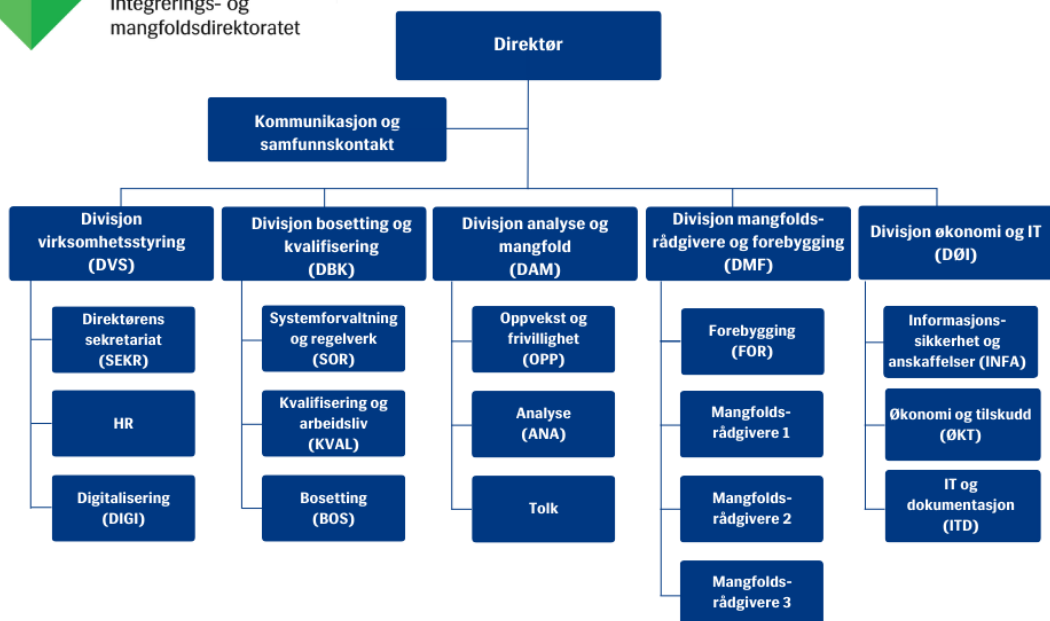 Integrerings- og
mangfoldsdirektoratet
Direktør
Kommunikasjon og
samfunnskontakt
Divisjon
virksomhetsstyring
(DVS)
Divisjon bosetting og
kvalifisering
(DBK)
Divisjon analyse og
mangfold
(DAM)
Divisjon mangfolds-
rådgivere og forebygging
(DMF)
Divisjon økonomi og IT
(DØI)
Direktørens
sekretariat
(SEKR)
HR
Digitalisering
(DIGI)
Systemforvaltning
og regelverk
(SOR)
Kvalifisering og
arbeidsliv
(KVAL)
Bosetting
(BOS)
Oppvekst og
frivillighet
(OPP)
Analyse
(ANA)
Tolk
Forebygging
(FOR)
Mangfolds-
rådgivere 1
Mangfolds-
rådgivere 2
Mangfolds-
rådgivere 3
Informasjons-
sikkerhet og
anskaffelser (INFA)
Økonomi og tilskudd
(ØKT)
IT og
dokumentasjon
(ITD)